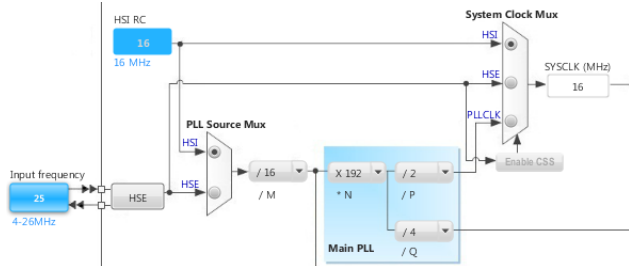 System Clock Mux
HSI RC
HSI
16
16 MHz
HSE
SYSCLK (MHz)
16
PLLCLK
PLL Source Mux
HSI
Enable CSS
Input frequency
/ 16
X 192
/ 2
HSE
25
HSE
/ M
* N
/ P
4-26MHz
/ 4
Main PLL
/ Q